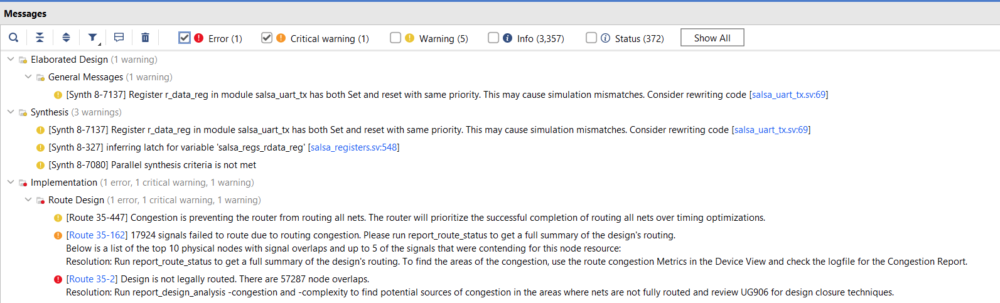 Messages
Error (1) Critical warning (1) Warning (5) Info (3,357) Status (372) Show All
Elaborated Design (1 warning)
General Messages (1 warning)
[Synth 8-7137] Register r_data_reg in module salsa_uart_tx has both Set and reset with same priority. This may cause simulation mismatches. Consider rewriting code [salsa_uart_tx.sv:69]
Synthesis (3 warnings)
[Synth 8-7137] Register r_data_reg in module salsa_uart_tx has both Set and reset with same priority. This may cause simulation mismatches. Consider rewriting code [salsa_uart_tx.sv:69]
[Synth 8-327] inferring latch for variable 'salsa_regs_rdata_reg' [salsa_registers.sv:548]
[Synth 8-7080] Parallel synthesis criteria is not met
Implementation (1 error, 1 critical warning, 1 warning)
Route Design (1 error, 1 critical warning, 1 warning)
[Route 35-447] Congestion is preventing the router from routing all nets. The router will prioritize the successful completion of routing all nets over timing optimizations.
[Route 35-162] 17924 signals failed to route due to routing congestion. Please run report_route_status to get a full summary of the design's routing.
Below is a list of the top 10 physical nodes with signal overlaps and up to 5 of the signals that were contending for this node resource:
Resolution: Run report_route_status to get a full summary of the design's routing. To find the areas of the congestion, use the route congestion Metrics in the Device View and check the logfile for the Congestion Report.
[Route 35-2] Design is not legally routed. There are 57287 node overlaps.
Resolution: Run report_design_analysis -congestion and -complexity to find potential sources of congestion in the areas where nets are not fully routed and review UG906 for design closure techniques.